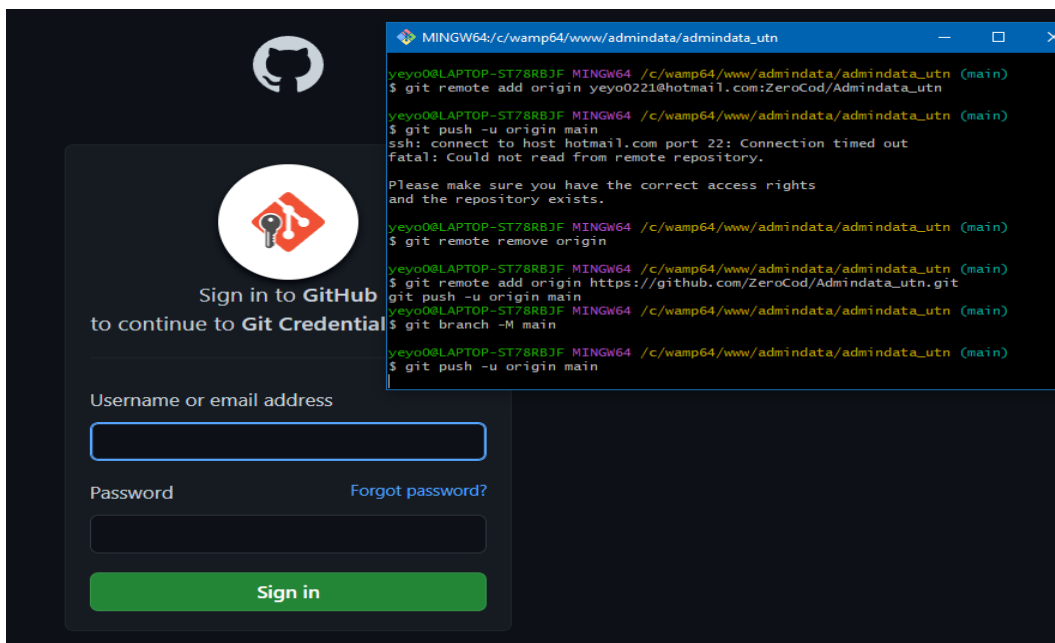 MINGW64:/c/wamp64/www/admindata/admindata_utn
yeyo0@LAPTOP-ST78RBJF MINGW64 /c/wamp64/www/admindata/admindata_utn (main)
$ git remote add origin yeyo0221@hotmail.com:ZeroCod/Admindata_utn
yeyo0@LAPTOP-ST78RBJF MINGW64 /c/wamp64/www/admindata/admindata_utn (main)
$ git push -u origin main
ssh: connect to host hotmail.com port 22: Connection timed out
fatal: Could not read from remote repository.
Please make sure you have the correct access rights
and the repository exists.
yeyo0@LAPTOP-ST78RBJF MINGW64 /c/wamp64/www/admindata/admindata_utn (main)
$ git remote remove origin
yeyo0@LAPTOP-ST78RBJF MINGW64 /c/wamp64/www/admindata/admindata_utn (main)
$ git remote add origin https://github.com/ZeroCod/Admindata_utn.git
git push -u origin main
yeyo0@LAPTOP-ST78RBJF MINGW64 /c/wamp64/www/admindata/admindata_utn (main)
$ git branch -M main
yeyo0@LAPTOP-ST78RBJF MINGW64 /c/wamp64/www/admindata/admindata_utn (main)
$ git push -u origin main
Sign in to GitHub
to continue to Git Credential
Username or email address
Password
Forgot password?
Sign in